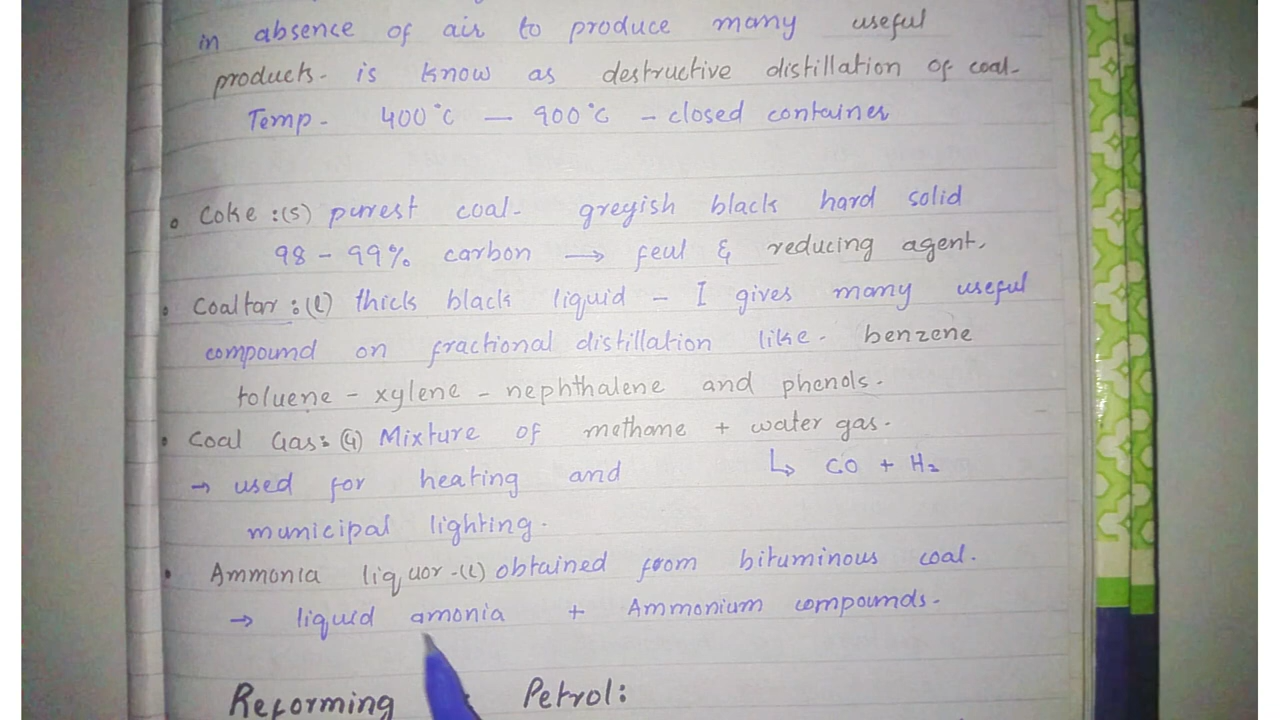 in absence of air to produce many useful
products. is know as destructive distillation of coal.
Temp. 400°C — 900°C - closed container
• Coke :(s) purest coal. greyish black hard solid
98 - 99% carbon → feul & reducing agent.
• Coaltar :(l) thick black liquid - I gives many useful
compound on fractional distillation like. benzene
toluene - xylene - nephthalene and phenols.
• Coal Gas: (G) Mixture of methane + water gas.
↳ CO + H₂
→ used for heating and
municipal lighting.
• Ammonia liquor -(l) obtained from bituminous coal.
→ liquid amonia + Ammonium compounds.
Reforming Petrol: